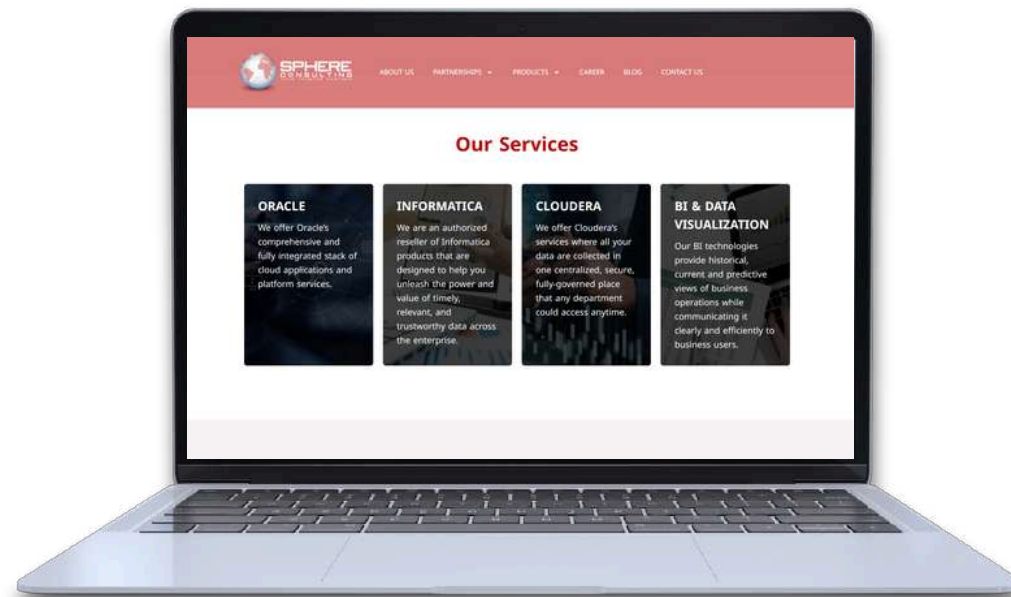 SPHERE
CONSULTING
ABOUT US PARTNERSHIPS PRODUCTS CAREER BLOG CONTACT US
Our Services
ORACLE
We offer Oracle's
comprehensive and
fully integrated stack of
cloud applications and
platform services.
INFORMATICA
We are an authorized
reseller of Informatica
products that are
designed to help you
unleash the power and
value of timely,
relevant, and
trustworthy data across
the enterprise.
CLOUDERA
We offer Cloudera's
services where all your
data are collected in
one centralized, secure,
fully-governed place
that any department
could access anytime.
BI & DATA
VISUALIZATION
Our BI technologies
provide historical,
current and predictive
views of business
operations while
communicating it
clearly and efficiently to
business users.